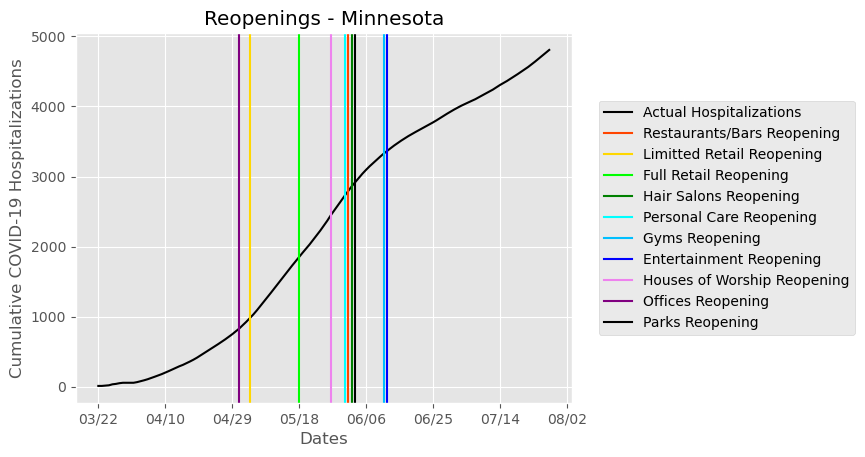 Reopenings - Minnesota
Cumulative COVID-19 Hospitalizations
5000
4000
3000
2000
1000
0
03/22 04/10 04/29 05/18 06/06 06/25 07/14 08/02
Dates
Actual Hospitalizations
Restaurants/Bars Reopening
Limitted Retail Reopening
Full Retail Reopening
Hair Salons Reopening
Personal Care Reopening
Gyms Reopening
Entertainment Reopening
Houses of Worship Reopening
Offices Reopening
Parks Reopening